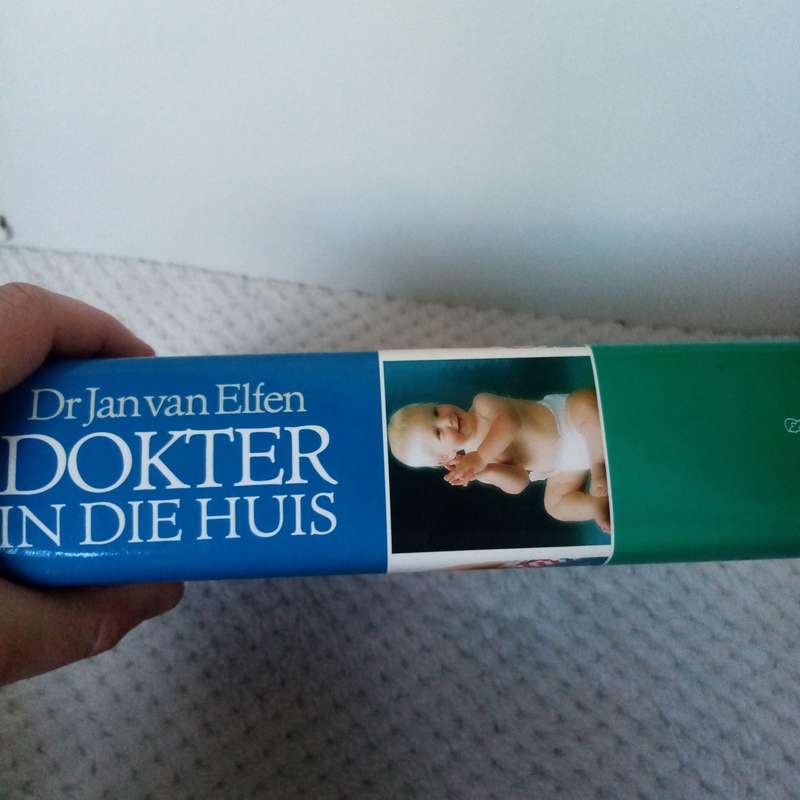 Dr Jan van Elfen
DOKTER
IN DIE HUIS